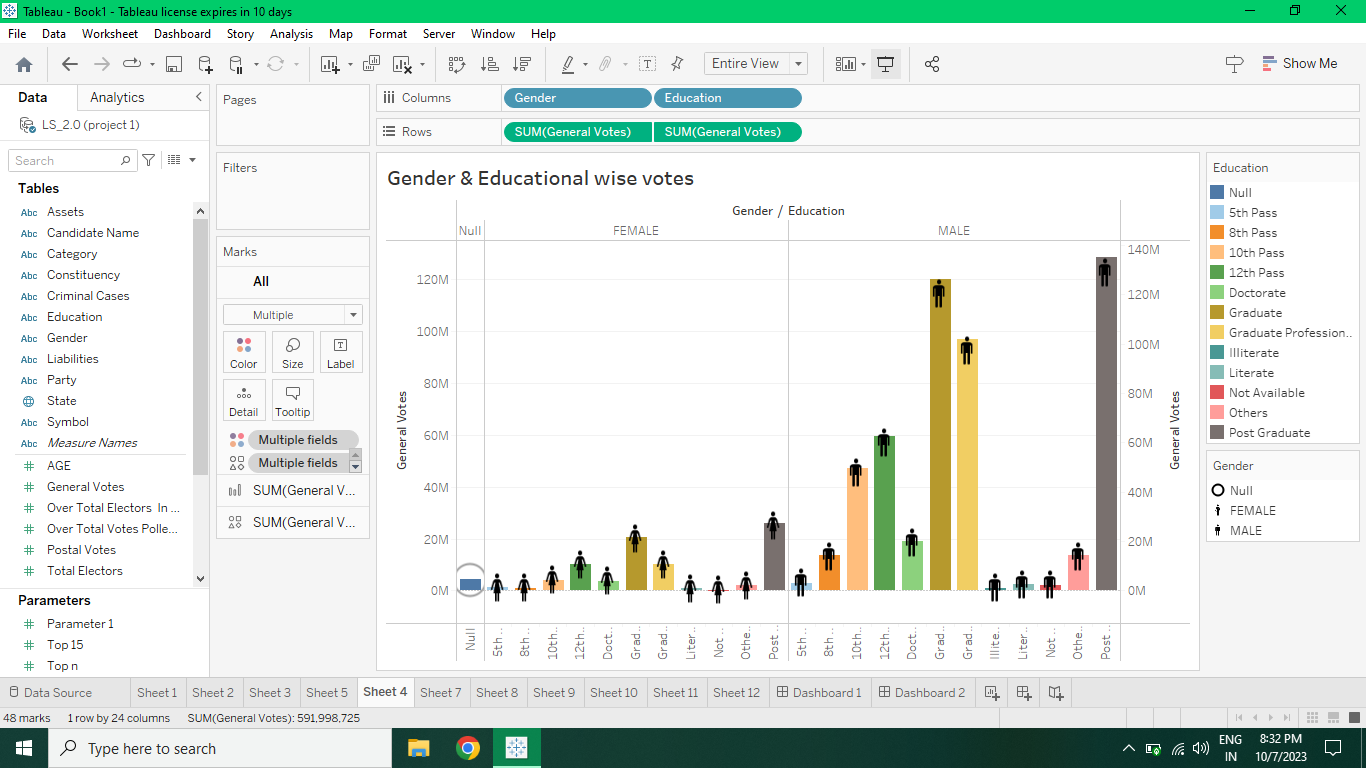 Tableau - Book1 - Tableau license expires in 10 days
File Data Worksheet Dashboard Story Analysis Map Format Server Window Help
Entire View
Show Me
Data Analytics
LS_2.0 (project 1)
Search
Tables
Abc Assets
Abc Candidate Name
Abc Category
Abc Constituency
Abc Criminal Cases
Abc Education
Abc Gender
Abc Liabilities
Abc Party
State
Abc Symbol
Abc Measure Names
AGE
General Votes
Over Total Electors In ...
Over Total Votes Polle...
Postal Votes
Total Electors
Parameters
Parameter 1
Top 15
Top n
Pages
Filters
Marks
All
Multiple
Color Size Label
Detail Tooltip
Multiple fields
Multiple fields
SUM(General V...
SUM(General V...
Columns Gender Education
Rows SUM(General Votes) SUM(General Votes)
Gender & Educational wise votes
Gender / Education
Null FEMALE MALE
General Votes
120M
100M
80M
60M
40M
20M
0M
140M
120M
100M
80M
60M
40M
20M
0M
General Votes
Null 5th .. 8th .. 10th.. 12th.. Doct.. Grad.. Grad.. Liter.. Not .. Othe.. Post .. 5th .. 8th .. 10th.. 12th.. Doct.. Grad.. Grad.. Illite.. Liter.. Not .. Othe.. Post ..
Education
Null
5th Pass
8th Pass
10th Pass
12th Pass
Doctorate
Graduate
Graduate Profession..
Illiterate
Literate
Not Available
Others
Post Graduate
Gender
Null
FEMALE
MALE
Data Source Sheet 1 Sheet 2 Sheet 3 Sheet 5 Sheet 4 Sheet 7 Sheet 8 Sheet 9 Sheet 10 Sheet 11 Sheet 12 Dashboard 1 Dashboard 2
48 marks 1 row by 24 columns SUM(General Votes): 591,998,725
Type here to search
ENG
IN
8:32 PM
10/7/2023